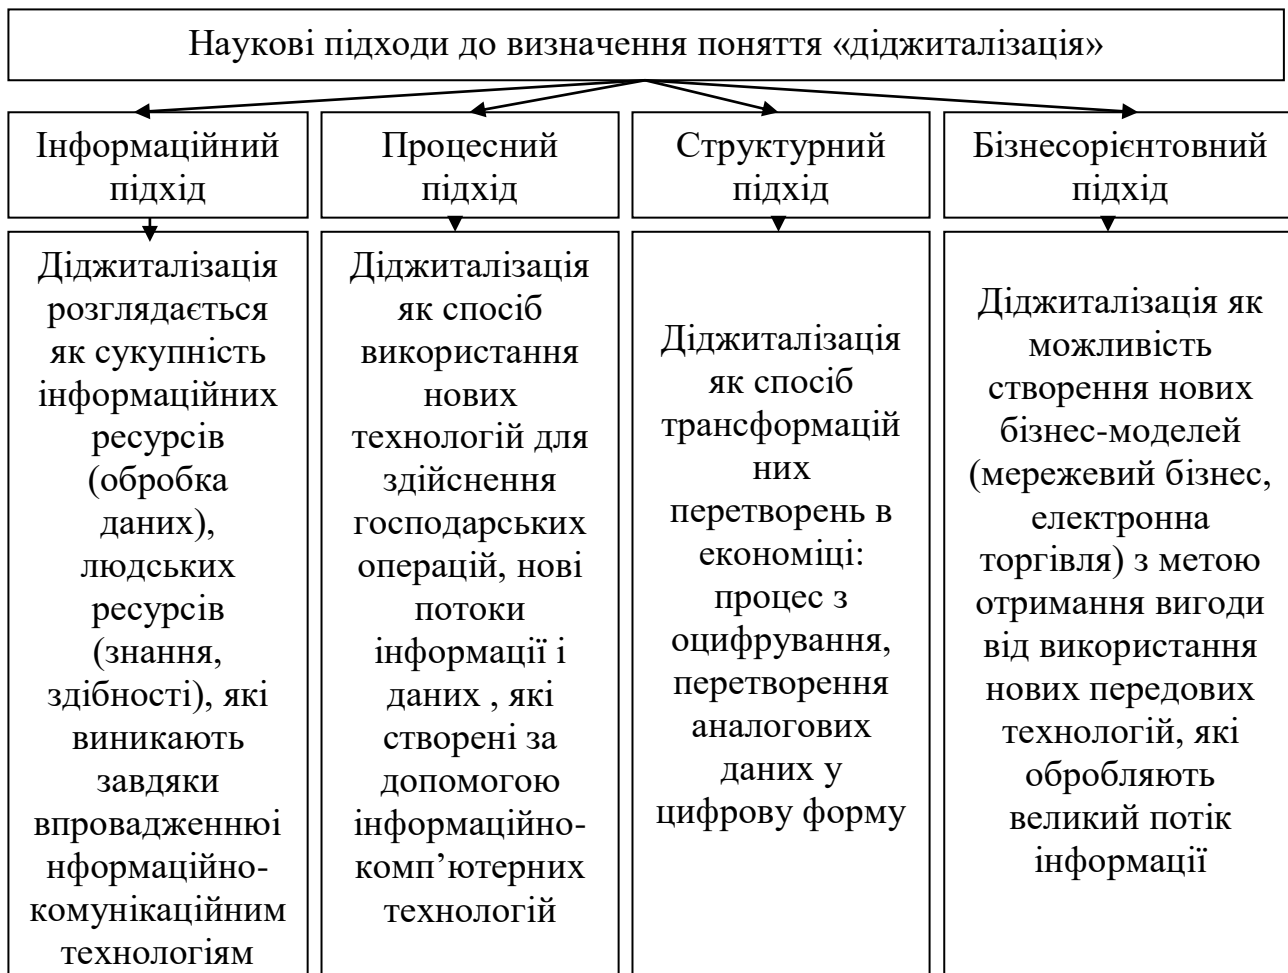 Наукові підходи до визначення поняття «діджиталізація»
Інформаційний
підхід
Процесний
підхід
Структурний
підхід
Бізнесорієнтовний
підхід
Діджиталізація
розглядається
як сукупність
інформаційних
ресурсів
(обробка
даних),
людських
ресурсів
(знання,
здібності), які
виникають
завдяки
впровадженнюі
нформаційно-
комунікаційним
технологіям
Діджиталізація
як спосіб
використання
нових
технологій для
здійснення
господарських
операцій, нові
потоки
інформації і
даних , які
створені за
допомогою
інформаційно-
комп’ютерних
технологій
Діджиталізація
як спосіб
трансформацій
них
перетворень в
економіці:
процес з
оцифрування,
перетворення
аналогових
даних у
цифрову форму
Діджиталізація як
можливість
створення нових
бізнес-моделей
(мережевий бізнес,
електронна
торгівля) з метою
отримання вигоди
від використання
нових передових
технологій, які
обробляють
великий потік
інформації